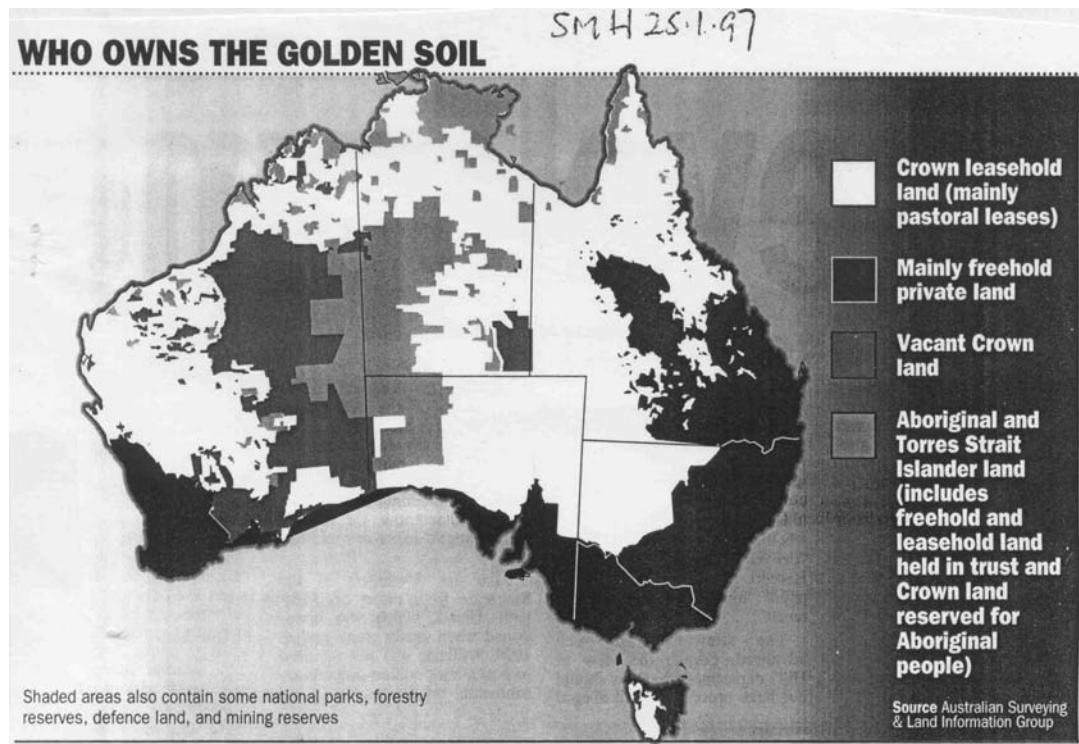 SMH 25.1.97
WHO OWNS THE GOLDEN SOIL
Crown leasehold
land (mainly
pastoral leases)
Mainly freehold
private land
Vacant Crown
land
Aboriginal and
Torres Strait
Islander land
(includes
freehold and
leasehold land
held in trust and
Crown land
reserved for
Aboriginal
people)
Shaded areas also contain some national parks, forestry
reserves, defence land, and mining reserves
Source Australian Surveying
& Land Information Group